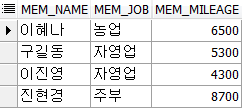 MEM_NAME MEM_JOB MEM_MILEAGE
이혜나 농업 6500
구길동 자영업 5300
이진영 자영업 4300
진현경 주부 8700